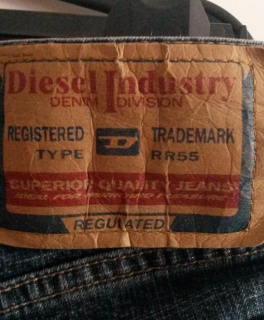 Diesel Industry
DENIM DIVISION
REGISTERED D TRADEMARK
TYPE RR55
SUPERIOR QUALITY JEANS
REGULATED